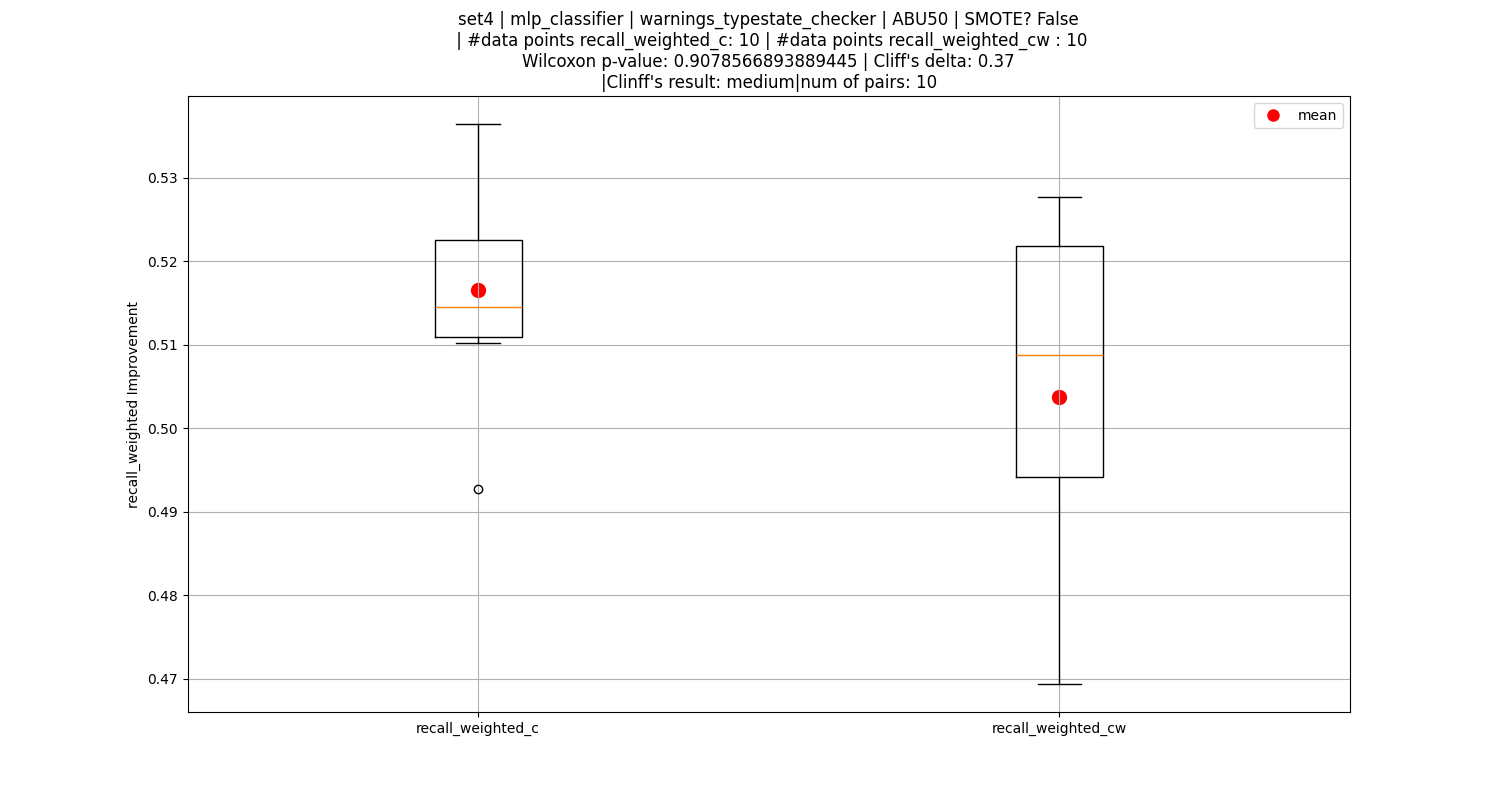 set4 | mlp_classifier | warnings_typestate_checker | ABU50 | SMOTE? False
| #data points recall_weighted_c: 10 | #data points recall_weighted_cw : 10
Wilcoxon p-value: 0.9078566893889445 | Cliff's delta: 0.37
|Clinff's result: medium|num of pairs: 10
mean
0.53
0.52
0.51
0.50
0.49
0.48
0.47
recall_weighted Improvement
recall_weighted_c
recall_weighted_cw